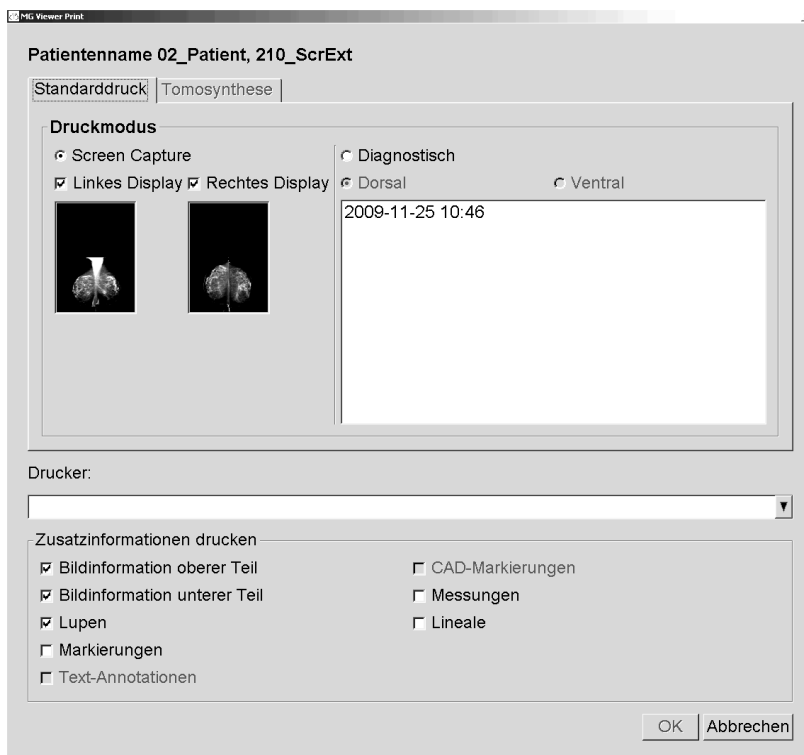 MG Viewer Print
Patientenname 02_Patient, 210_ScrExt
Standarddruck Tomosynthese
Druckmodus
Screen Capture Diagnostisch
Linkes Display Rechtes Display Dorsal Ventral
2009-11-25 10:46
Drucker:
Zusatzinformationen drucken
Bildinformation oberer Teil CAD-Markierungen
Bildinformation unterer Teil Messungen
Lupen Lineale
Markierungen
Text-Annotationen
OK Abbrechen